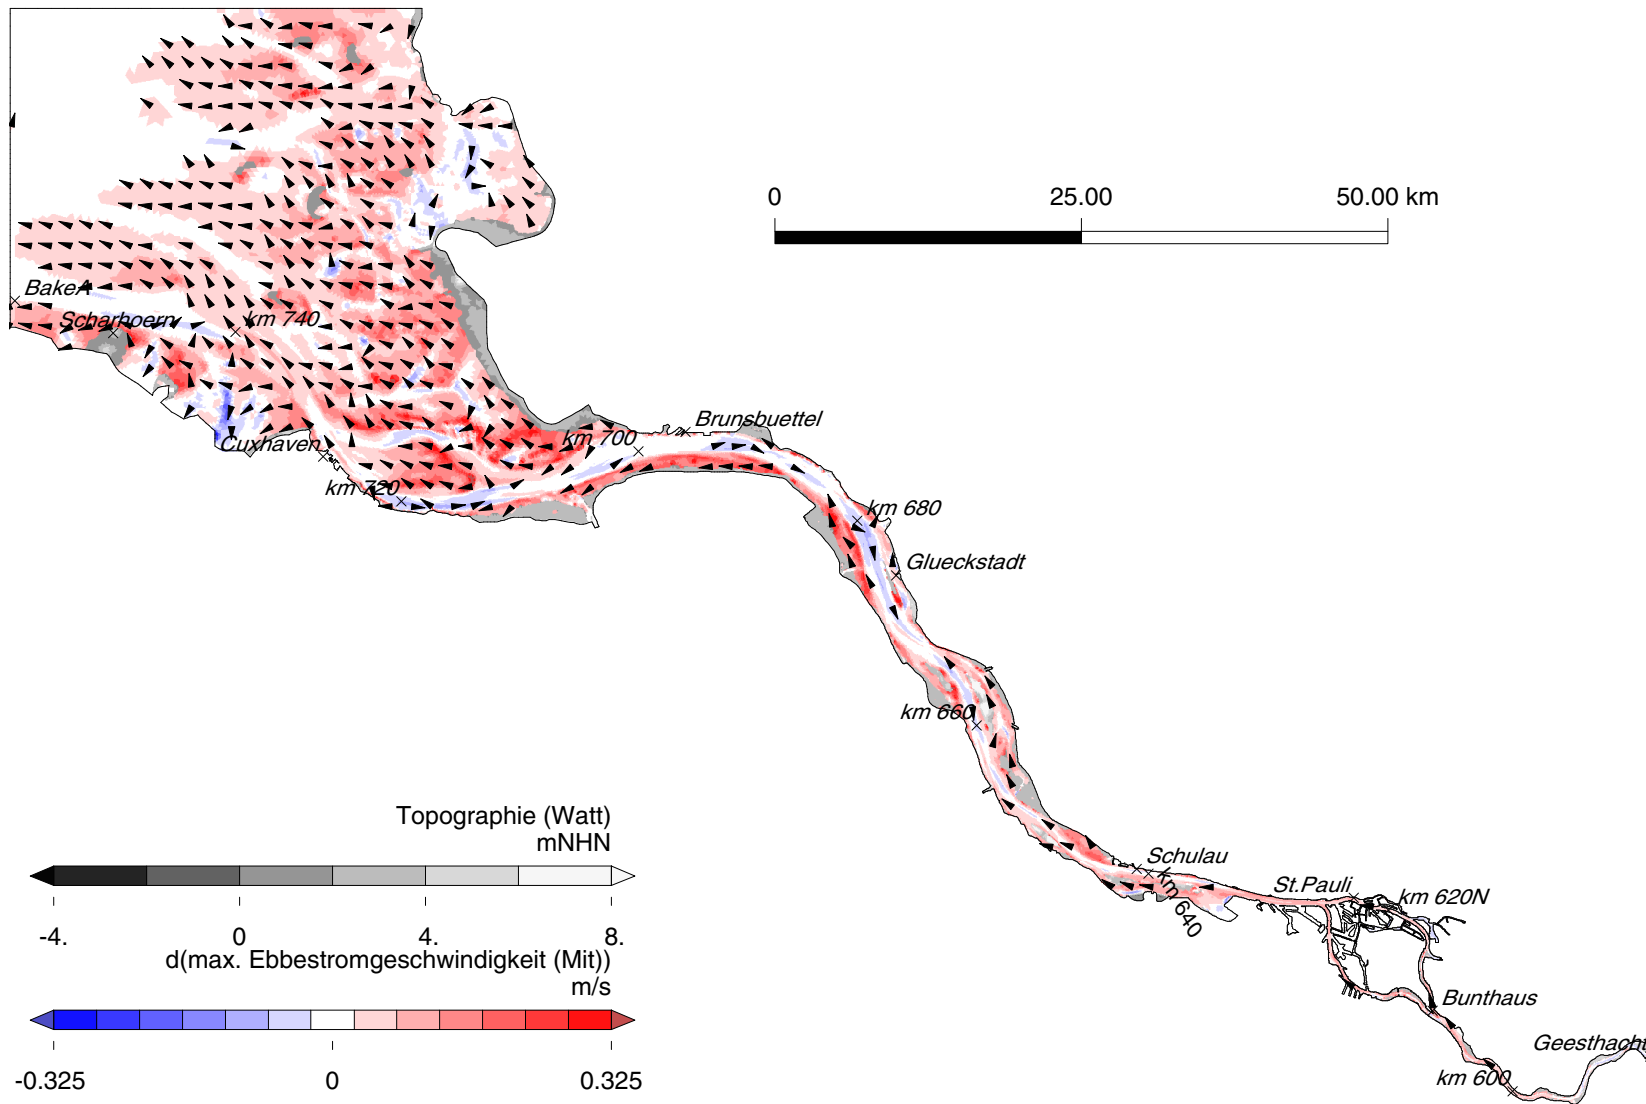 0
25.00
50.00 km
BakeA
Scharhoern
km 740
Cuxhaven
km 720
km 700
Brunsbuettel
km 680
Glueckstadt
km 660
Schulau
km 640
St.Pauli
km 620N
Bunthaus
Geesthacht
km 600
Topographie (Watt)
mNHN
-4.
0
4.
8.
d(max. Ebbestromgeschwindigkeit (Mit))
m/s
-0.325
0
0.325